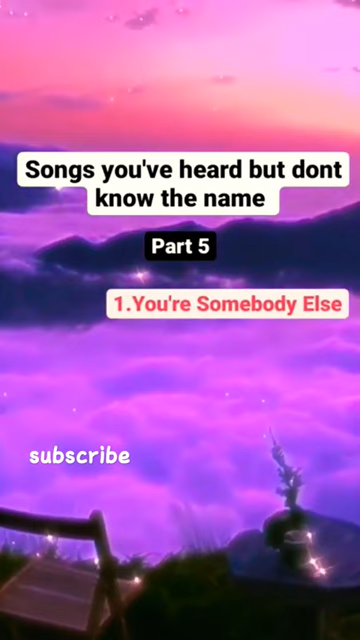 Songs you've heard but dont
know the name
Part 5
1.You're Somebody Else
subscribe